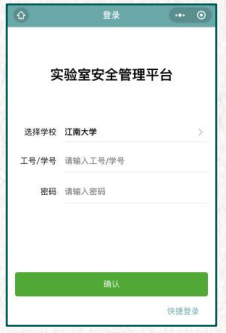 登录
实验室安全管理平台
选择学校 江南大学
工号/学号 请输入工号/学号
密码 请输入密码
确认
快捷登录